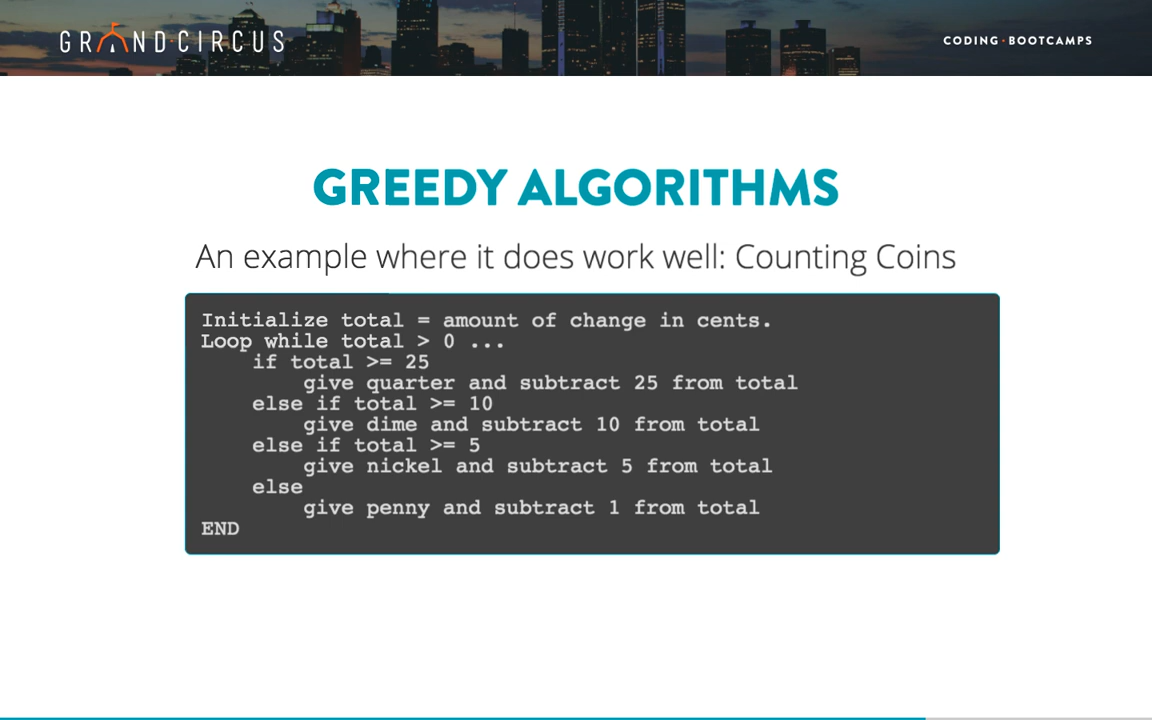 GRAND CIRCUS
CODING·BOOTCAMPS
GREEDY ALGORITHMS
An example where it does work well: Counting Coins
Initialize total = amount of change in cents.
Loop while total > 0 ...
    if total >= 25
        give quarter and subtract 25 from total
    else if total >= 10
        give dime and subtract 10 from total
    else if total >= 5
        give nickel and subtract 5 from total
    else
        give penny and subtract 1 from total
END